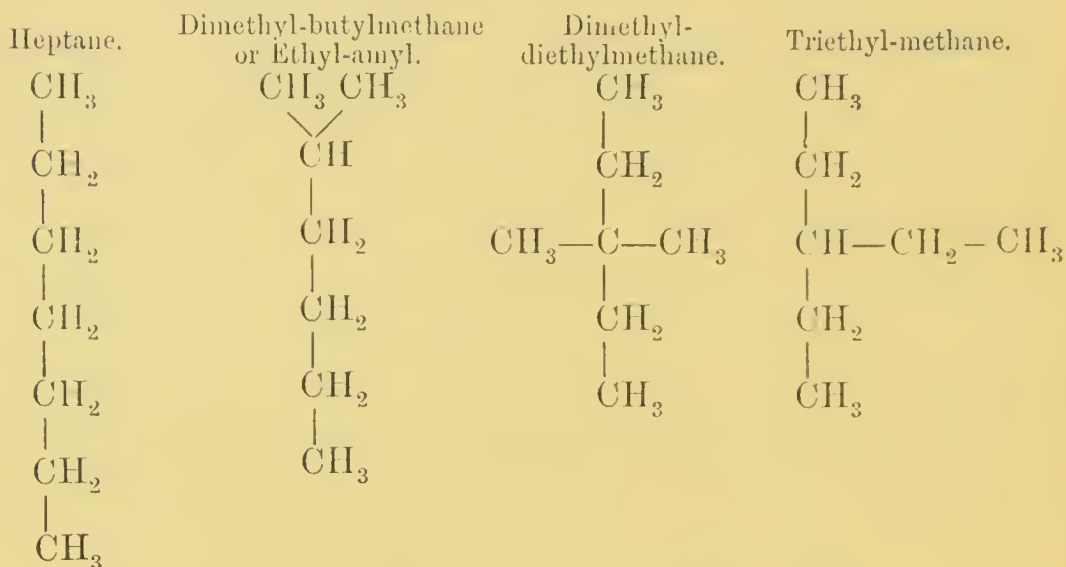 Heptane.
CH₃
CH₂
CH₂
CH₂
CH₂
CH₂
CH₃
Dimethyl-butylmethane
or Ethyl-amyl.
CH₃ CH₃
CH
CH₂
CH₂
CH₂
CH₃
Dimethyl-
diethylmethane.
CH₃
CH₂
CH₃—C—CH₃
CH₂
CH₃
Triethyl-methane.
CH₃
CH₂
CH—CH₂–CH₃
CH₂
CH₃